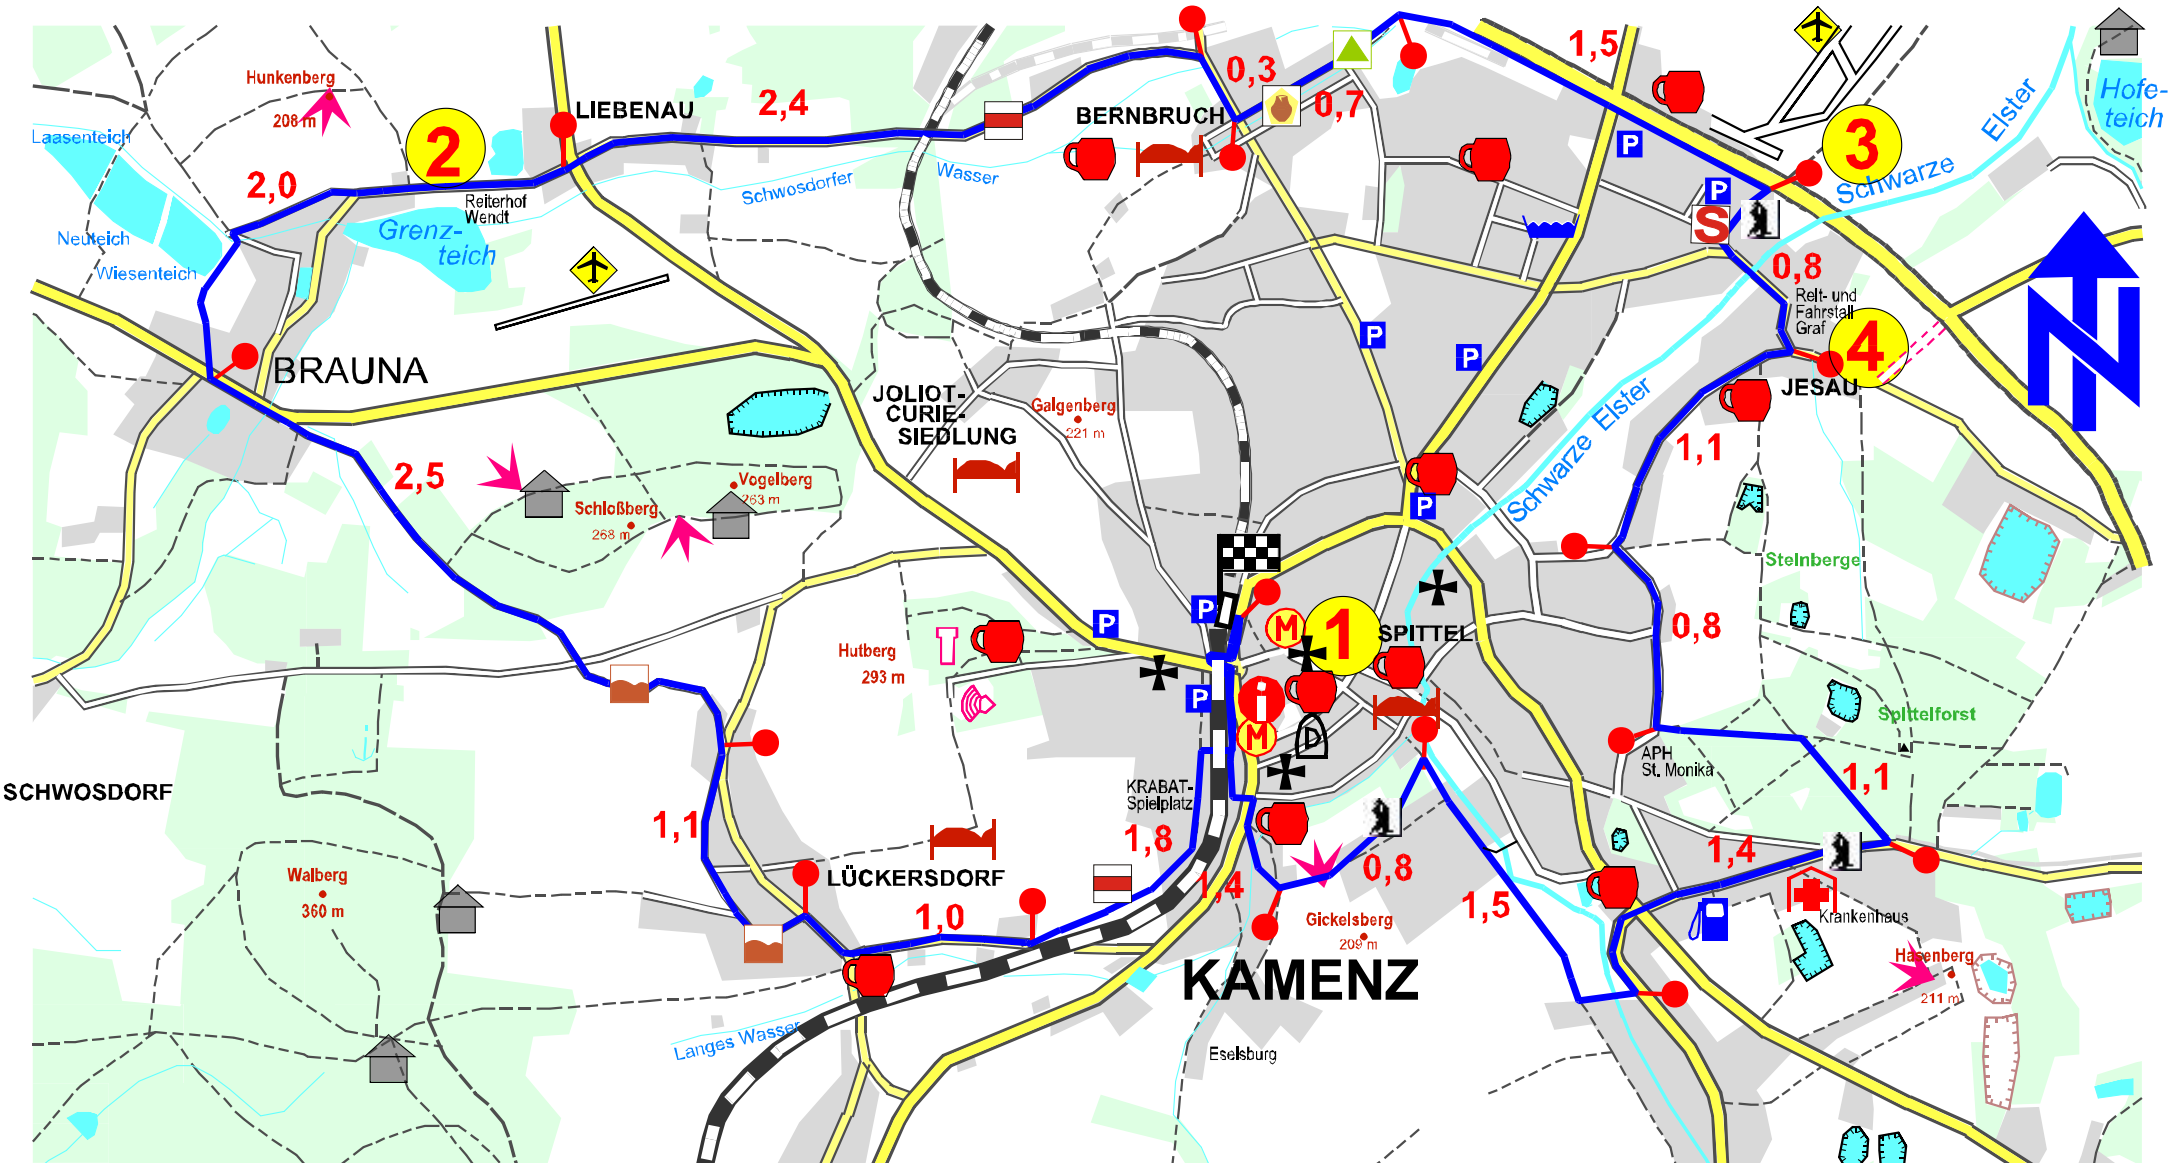 Hunkenberg
208 m
Laasenteich
2
LIEBENAU
2,4
2,0
Reiterhof
Wendt
Grenz-
teich
Neuteich
Wiesenteich
Schwosdorfer
Wasser
BERNBRUCH
0,3
0,7
1,5
P
P
3
Elster
Schwarze
Hofe-
teich
S
0,8
Reit- und
Fahrstall
Graf
4
JESAU
N
BRAUNA
JOLIOT-
CURIE-
SIEDLUNG
Galgenberg
221 m
P
P
2,5
Vogelberg
263 m
Schloßberg
268 m
1,1
Schwarze Elster
P
Steinberge
P
P
M
1
SPITTEL
0,8
Hutberg
293 m
P
i
M
D
Spittelforst
APH
St. Monika
SCHWOSDORF
KRABAT-
Spielplatz
1,1
1,1
1,8
1,4
0,8
1,4
1,5
Walberg
360 m
LÜCKERSDORF
1,0
Gickelsberg
209 m
Krankenhaus
Hasenberg
211 m
KAMENZ
Langes Wasser
Eselsburg